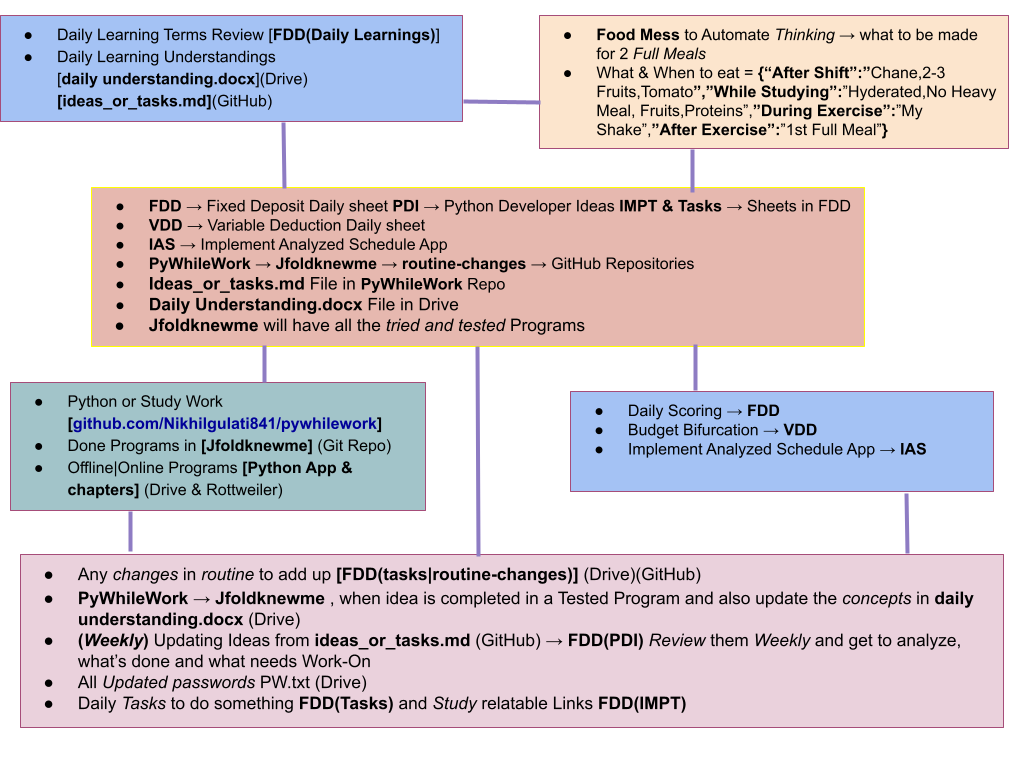 ● Daily Learning Terms Review [FDD(Daily Learnings)]
● Daily Learning Understandings
[daily understanding.docx](Drive)
[ideas_or_tasks.md](GitHub)
● Food Mess to Automate Thinking → what to be made
for 2 Full Meals
● What & When to eat = {“After Shift”:”Chane,2-3
Fruits,Tomato”,”While Studying”:”Hyderated,No Heavy
Meal, Fruits,Proteins”,”During Exercise”:”My
Shake”,”After Exercise”:”1st Full Meal”}
● FDD → Fixed Deposit Daily sheet PDI → Python Developer Ideas IMPT & Tasks → Sheets in FDD
● VDD → Variable Deduction Daily sheet
● IAS → Implement Analyzed Schedule App
● PyWhileWork → Jfoldknewme → routine-changes → GitHub Repositories
● Ideas_or_tasks.md File in PyWhileWork Repo
● Daily Understanding.docx File in Drive
● Jfoldknewme will have all the tried and tested Programs
● Python or Study Work
[github.com/Nikhilgulati841/pywhilework]
● Done Programs in [Jfoldknewme] (Git Repo)
● Offline|Online Programs [Python App &
chapters] (Drive & Rottweiler)
● Daily Scoring → FDD
● Budget Bifurcation → VDD
● Implement Analyzed Schedule App → IAS
● Any changes in routine to add up [FDD(tasks|routine-changes)] (Drive)(GitHub)
● PyWhileWork → Jfoldknewme , when idea is completed in a Tested Program and also update the concepts in daily
understanding.docx (Drive)
● (Weekly) Updating Ideas from ideas_or_tasks.md (GitHub) → FDD(PDI) Review them Weekly and get to analyze,
what’s done and what needs Work-On
● All Updated passwords PW.txt (Drive)
● Daily Tasks to do something FDD(Tasks) and Study relatable Links FDD(IMPT)